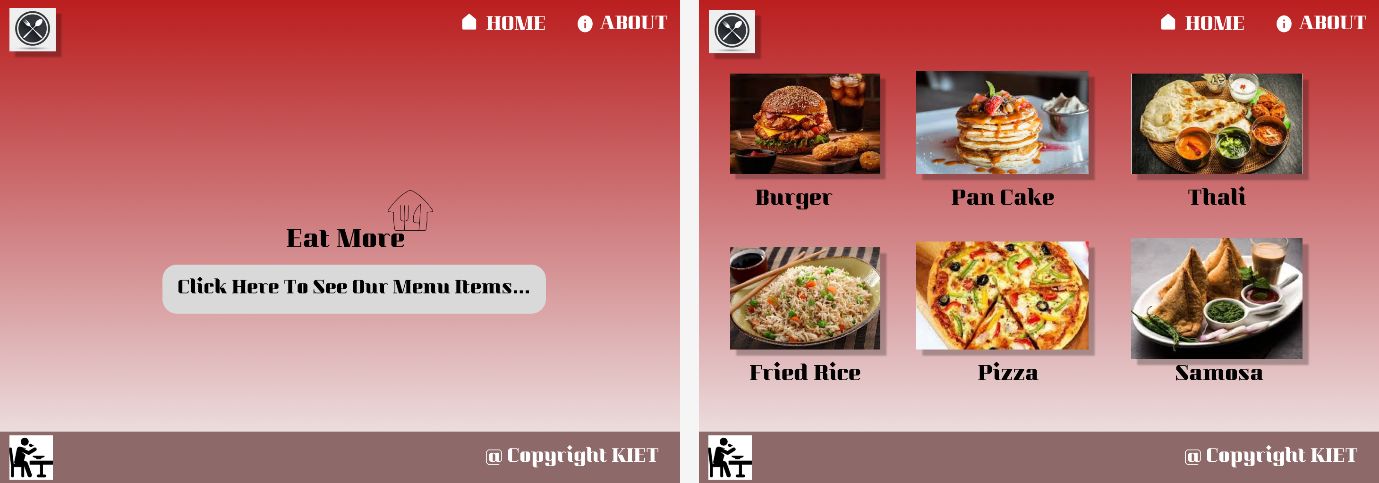 HOME ABOUT
Eat More
Click Here To See Our Menu Items...
@ Copyright KIET
HOME ABOUT
Burger Pan Cake Thali
Fried Rice Pizza Samosa
@ Copyright KIET